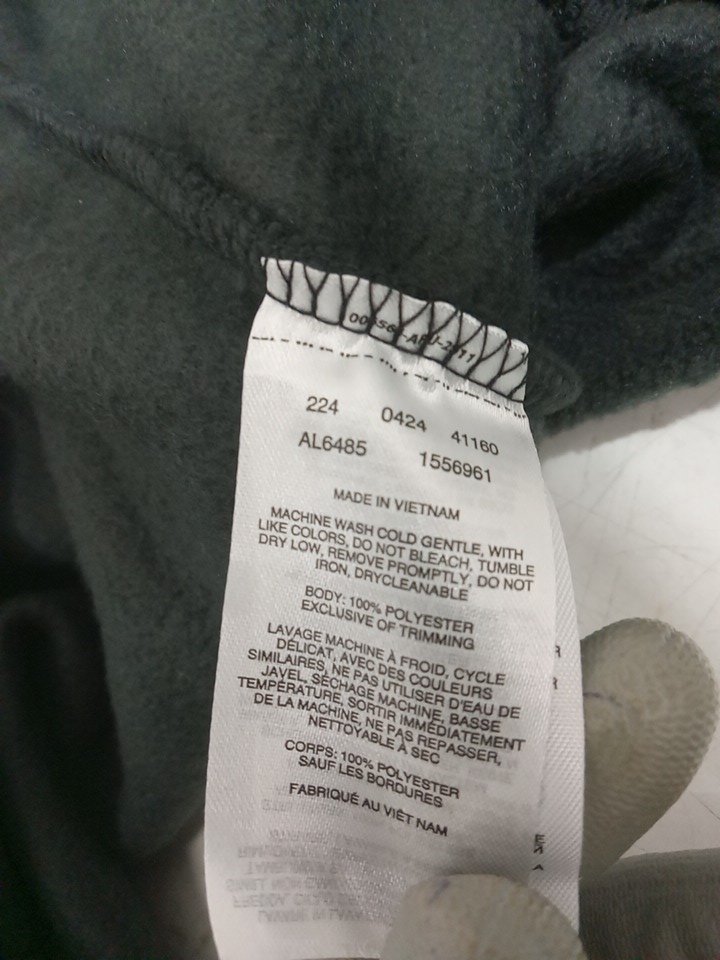 224 0424 41160
AL6485 1556961
MADE IN VIETNAM
MACHINE WASH COLD GENTLE, WITH
LIKE COLORS, DO NOT BLEACH, TUMBLE
DRY LOW, REMOVE PROMPTLY, DO NOT
IRON, DRYCLEANABLE
BODY: 100% POLYESTER
EXCLUSIVE OF TRIMMING
LAVAGE MACHINE À FROID, CYCLE
DÉLICAT, AVEC DES COULEURS
SIMILAIRES, NE PAS UTILISER D'EAU DE
JAVEL, SÉCHAGE MACHINE, BASSE
TEMPÉRATURE, SORTIR IMMÉDIATEMENT
DE LA MACHINE, NE PAS REPASSER,
NETTOYABLE À SEC
CORPS: 100% POLYESTER
SAUF LES BORDURES
FABRIQUÉ AU VIÊT NAM